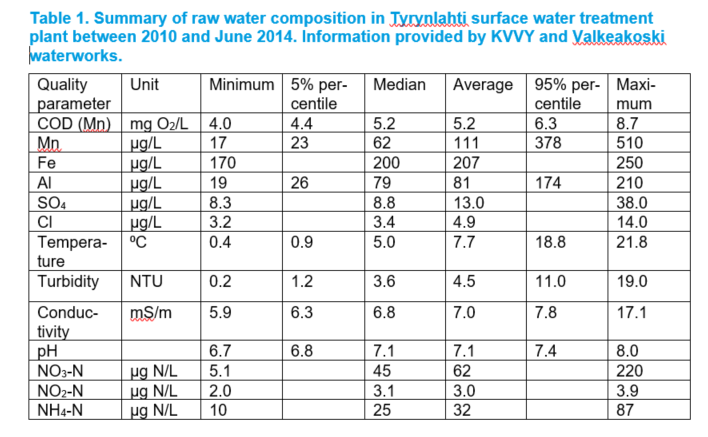 Table 1. Summary of raw water composition in Tyrynlahti surface water treatment
plant between 2010 and June 2014. Information provided by KVVY and Valkeakoski
waterworks.
Quality parameter Unit Minimum 5% per-centile Median Average 95% per-centile Maxi-mum
COD (Mn) mg O₂/L 4.0 4.4 5.2 5.2 6.3 8.7
Mn µg/L 17 23 62 111 378 510
Fe µg/L 170 200 207 250
Al µg/L 19 26 79 81 174 210
SO₄ µg/L 8.3 8.8 13.0 38.0
Cl µg/L 3.2 3.4 4.9 14.0
Tempera-ture ⁰C 0.4 0.9 5.0 7.7 18.8 21.8
Turbidity NTU 0.2 1.2 3.6 4.5 11.0 19.0
Conduc-tivity mS/m 5.9 6.3 6.8 7.0 7.8 17.1
pH 6.7 6.8 7.1 7.1 7.4 8.0
NO₃-N µg N/L 5.1 45 62 220
NO₂-N µg N/L 2.0 3.1 3.0 3.9
NH₄-N µg N/L 10 25 32 87